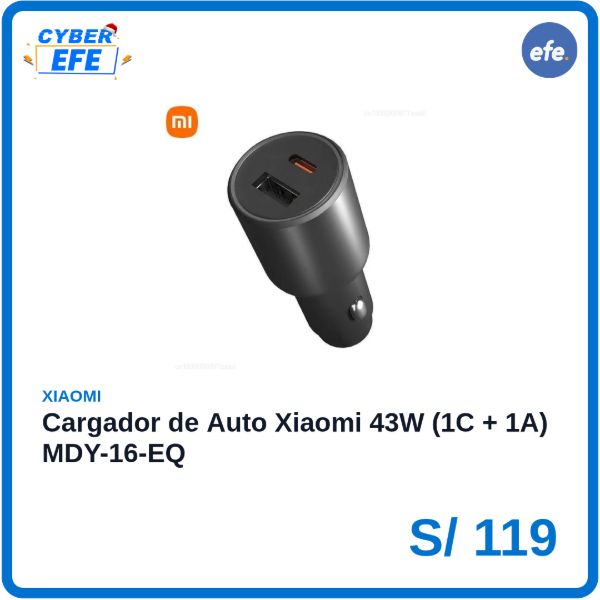 CYBER
EFE
efe.
mi
XIAOMI
Cargador de Auto Xiaomi 43W (1C + 1A)
MDY-16-EQ
S/ 119